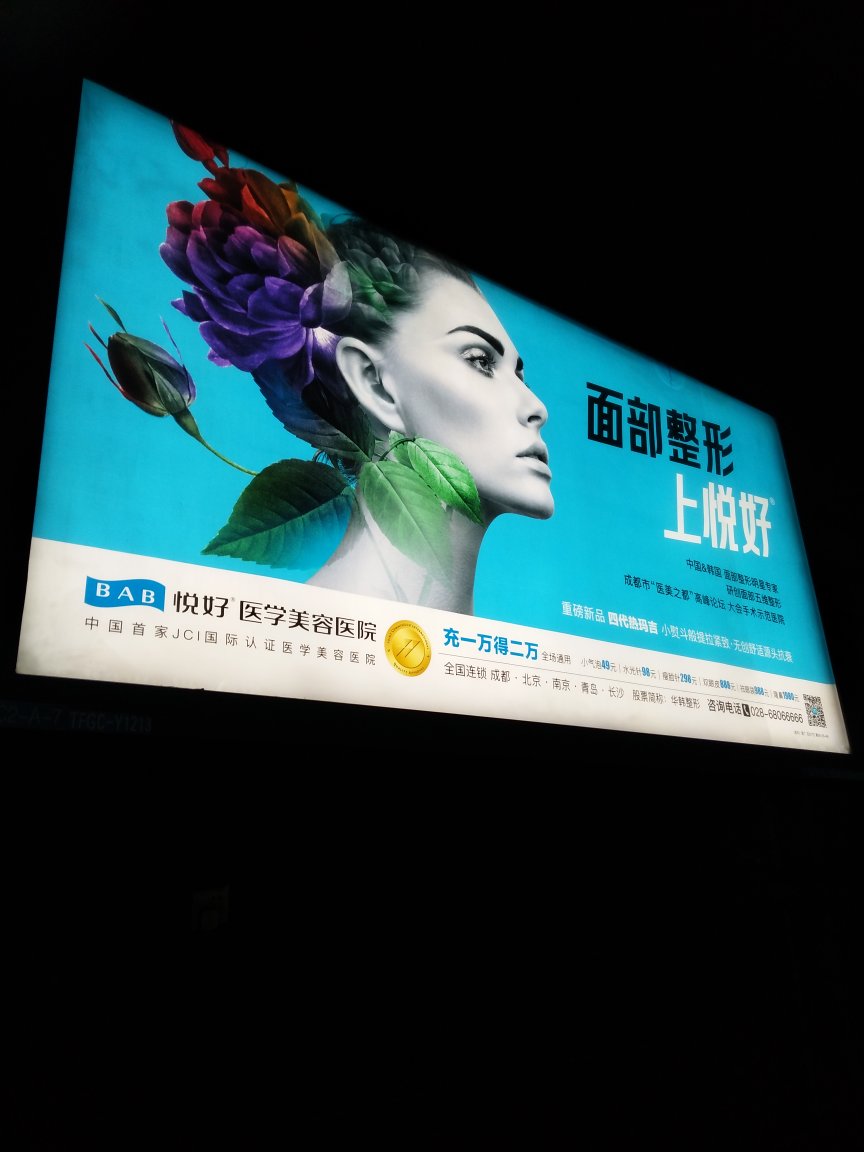 面部整形
上悦好®
中国&韩国 面部整形明星专家
研创面部五维整形
成都市“医美之都”高峰论坛 大会手术示范医院
重磅新品 四代热玛吉 小熨斗般提拉紧致·无创舒适源头抗衰
BAB 悦好®医学美容医院
中国首家JCI国际认证医学美容医院
充一万得二万 全场通用 小气泡49元 | 水光针98元 | 瘦脸针298元 | 双眼皮800元 | 祛眼袋800元 | 隆鼻1980元
全国连锁 成都·北京·南京·青岛·长沙 股票简称：华韩整形 咨询电话 028-68066666
C2-A-7 TFGC-Y1213